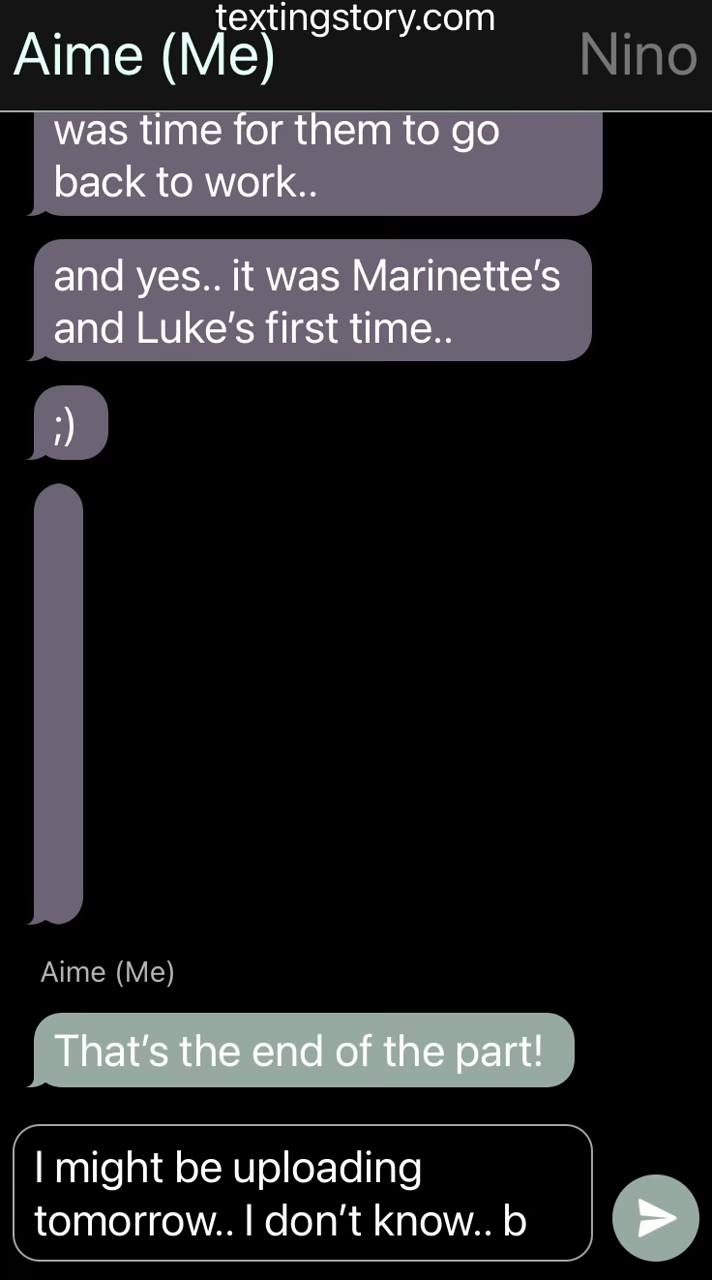 textingstory.com
Aime (Me) Nino
was time for them to go
back to work..
and yes.. it was Marinette’s
and Luke’s first time..
;)
Aime (Me)
That’s the end of the part!
I might be uploading
tomorrow.. I don’t know.. b